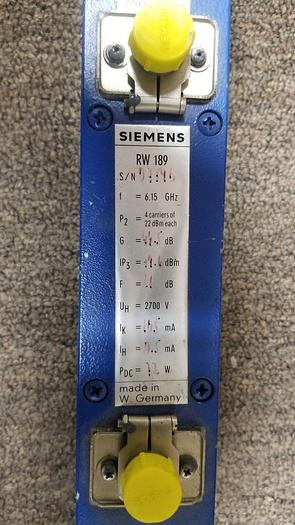 SIEMENS
RW 189
S/N
f = 6.15 GHz
P2 = 4 carriers of
22 dBm each
G = dB
IP3 = dBm
F = dB
UH = 2700 V
IK = mA
IH = mA
PDC = W
made in
W. Germany